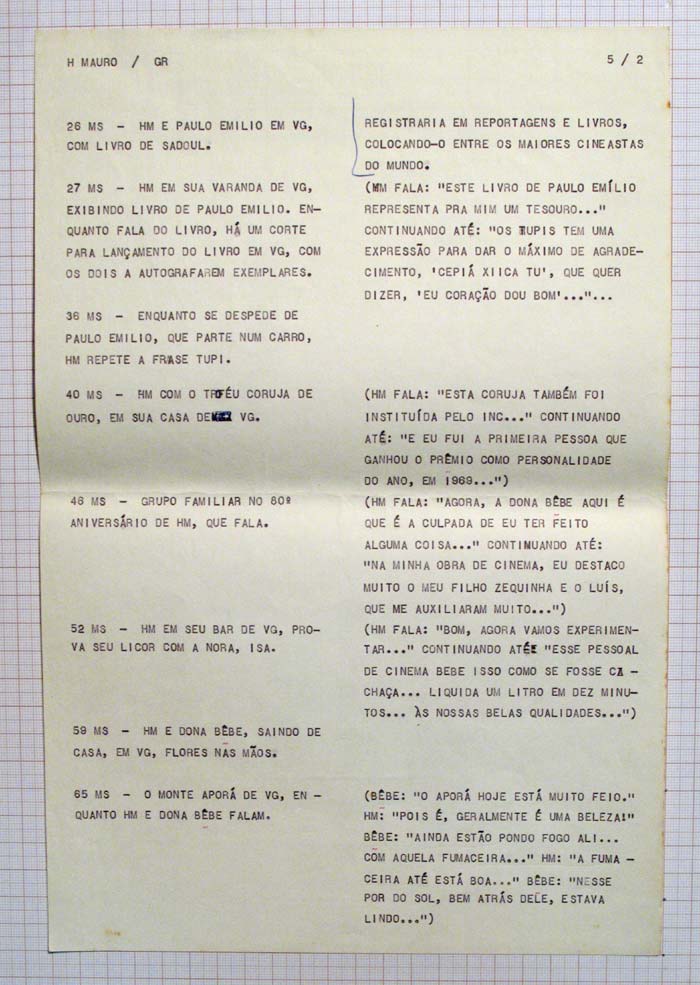 H MAURO / GR
5 / 2
26 MS - HM E PAULO EMILIO EM VG,
COM LIVRO DE SADOUL.
REGISTRARIA EM REPORTAGENS E LIVROS,
COLOCANDO-O ENTRE OS MAIORES CINEASTAS
DO MUNDO.
27 MS - HM EM SUA VARANDA DE VG,
EXIBINDO LIVRO DE PAULO EMILIO. EN-
QUANTO FALA DO LIVRO, HÁ UM CORTE
PARA LANÇAMENTO DO LIVRO EM VG, COM
OS DOIS A AUTOGRAFAREM EXEMPLARES.
(HM FALA: "ESTE LIVRO DE PAULO EMÍLIO
REPRESENTA PRA MIM UM TESOURO..."
CONTINUANDO ATÉ: "OS TUPIS TEM UMA
EXPRESSÃO PARA DAR O MÁXIMO DE AGRADE-
CIMENTO, 'CEPIÁ XIICA TU', QUE QUER
DIZER, 'EU CORAÇÃO DOU BOM'..."...
36 MS - ENQUANTO SE DESPEDE DE
PAULO EMILIO, QUE PARTE NUM CARRO,
HM REPETE A FRASE TUPI.
40 MS - HM COM O TROFÉU CORUJA DE
OURO, EM SUA CASA DE VG.
(HM FALA: "ESTA CORUJA TAMBÉM FOI
INSTITUÍDA PELO INC..." CONTINUANDO
ATÉ: "E EU FUI A PRIMEIRA PESSOA QUE
GANHOU O PRÊMIO COMO PERSONALIDADE
DO ANO, EM 1969...")
46 MS - GRUPO FAMILIAR NO 80º
ANIVERSÁRIO DE HM, QUE FALA.
(HM FALA: "AGORA, A DONA BÊBE AQUI É
QUE É A CULPADA DE EU TER FEITO
ALGUMA COISA..." CONTINUANDO ATÉ:
"NA MINHA OBRA DE CINEMA, EU DESTACO
MUITO O MEU FILHO ZEQUINHA E O LUÍS,
QUE ME AUXILIARAM MUITO...")
52 MS - HM EM SEU BAR DE VG, PRO-
VA SEU LICOR COM A NORA, ISA.
(HM FALA: "BOM, AGORA VAMOS EXPERIMEN-
TAR..." CONTINUANDO ATÉ "ESSE PESSOAL
DE CINEMA BEBE ISSO COMO SE FOSSE CA -
CHAÇA... LIQUIDA UM LITRO EM DEZ MINU-
TOS... ÀS NOSSAS BELAS QUALIDADES...")
59 MS - HM E DONA BÊBE, SAINDO DE
CASA, EM VG, FLORES NAS MÃOS.
65 MS - O MONTE APORÁ DE VG, EN -
QUANTO HM E DONA BÊBE FALAM.
(BÊBE: "O APORÁ HOJE ESTÁ MUITO FEIO."
HM: "POIS É, GERALMENTE É UMA BELEZA!"
BÊBE: "AINDA ESTÃO PONDO FOGO ALI...
COM AQUELA FUMACEIRA..." HM: "A FUMA -
CEIRA ATÉ ESTÁ BOA..." BÊBE: "NESSE
POR DO SOL, BEM ATRÁS DELE, ESTAVA
LINDO...")